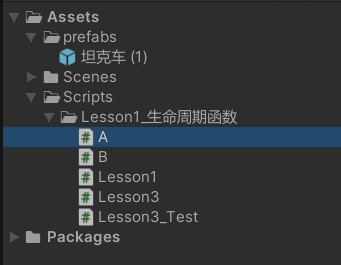 Assets
prefabs
坦克车 (1)
Scenes
Scripts
Lesson1_生命周期函数
A
B
Lesson1
Lesson3
Lesson3_Test
Packages